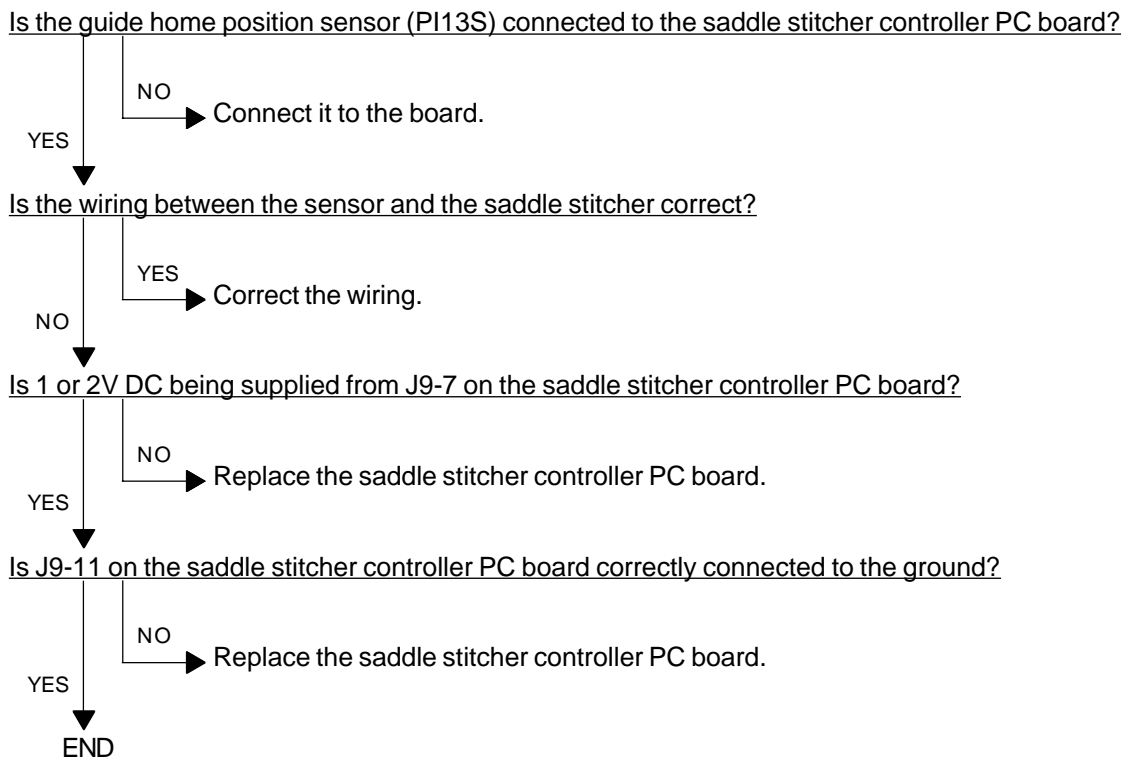 Is the guide home position sensor (PI13S) connected to the saddle stitcher controller PC board?
NO
Connect it to the board.
YES
Is the wiring between the sensor and the saddle stitcher correct?
YES
Correct the wiring.
NO
Is 1 or 2V DC being supplied from J9-7 on the saddle stitcher controller PC board?
NO
Replace the saddle stitcher controller PC board.
YES
Is J9-11 on the saddle stitcher controller PC board correctly connected to the ground?
NO
Replace the saddle stitcher controller PC board.
YES
END